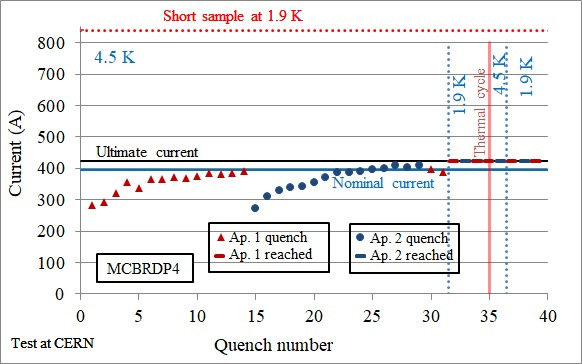 Short sample at 1.9 K
800
700
600
500
400
300
200
100
0
Current (A)
4.5 K
1.9 K
Thermal cycle
4.5 K
1.9 K
Ultimate current
Nominal current
Ap. 1 quench
Ap. 1 reached
Ap. 2 quench
Ap. 2 reached
MCBRDP4
0 5 10 15 20 25 30 35 40
Test at CERN
Quench number